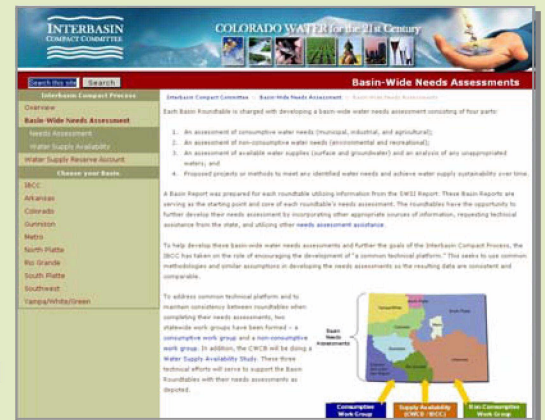 INTERBASIN
COMPACT COMMITTEE
COLORADO WATER for the 21st Century
Search this site Search
Basin-Wide Needs Assessments
Interbasin Compact Process
Overview
Basin-Wide Needs Assessment
Needs Assessment
Water Supply Availability
Water Supply Reserve Account
Choose your Basin
IBCC
Arkansas
Colorado
Gunnison
Metro
North Platte
Rio Grande
South Platte
Southwest
Yampa/White/Green
Interbasin Compact Committee → Basin-Wide Needs Assessment → Basin-Wide Needs Assessments
Each Basin Roundtable is charged with developing a basin-wide water needs assessment consisting of four parts:
1. An assessment of consumptive water needs (municipal, industrial, and agricultural);
2. An assessment of non-consumptive water needs (environmental and recreational);
3. An assessment of available water supplies (surface and groundwater) and an analysis of any unappropriated
waters; and
4. Proposed projects or methods to meet any identified water needs and achieve water supply sustainability over time.
A Basin Report was prepared for each roundtable utilizing information from the SWSI Report. These Basin Reports are
serving as the starting point and core of each roundtable's needs assessment. The roundtables have the opportunity to
further develop their needs assessment by incorporating other appropriate sources of information, requesting technical
assistance from the state, and utilizing other needs assessment assistance.
To help develop these basin-wide water needs assessments and further the goals of the Interbasin Compact Process, the
IBCC has taken on the role of encouraging the development of "a common technical platform." This seeks to use common
methodologies and similar assumptions in developing the needs assessments so the resulting data are consistent and
comparable.
To address common technical platform and to
maintain consistency between roundtables when
completing their needs assessments, two
statewide work groups have been formed – a
consumptive work group and a non-consumptive
work group. In addition, the CWCB will be doing a
Water Supply Availability Study. These three
technical efforts will serve to support the Basin
Roundtables with their needs assessments as
depicted.
Basin
Needs
Assessments
Consumptive
Work Group
Supply Availability
(CWCB / IBCC)
Non Consumptive
Work Group